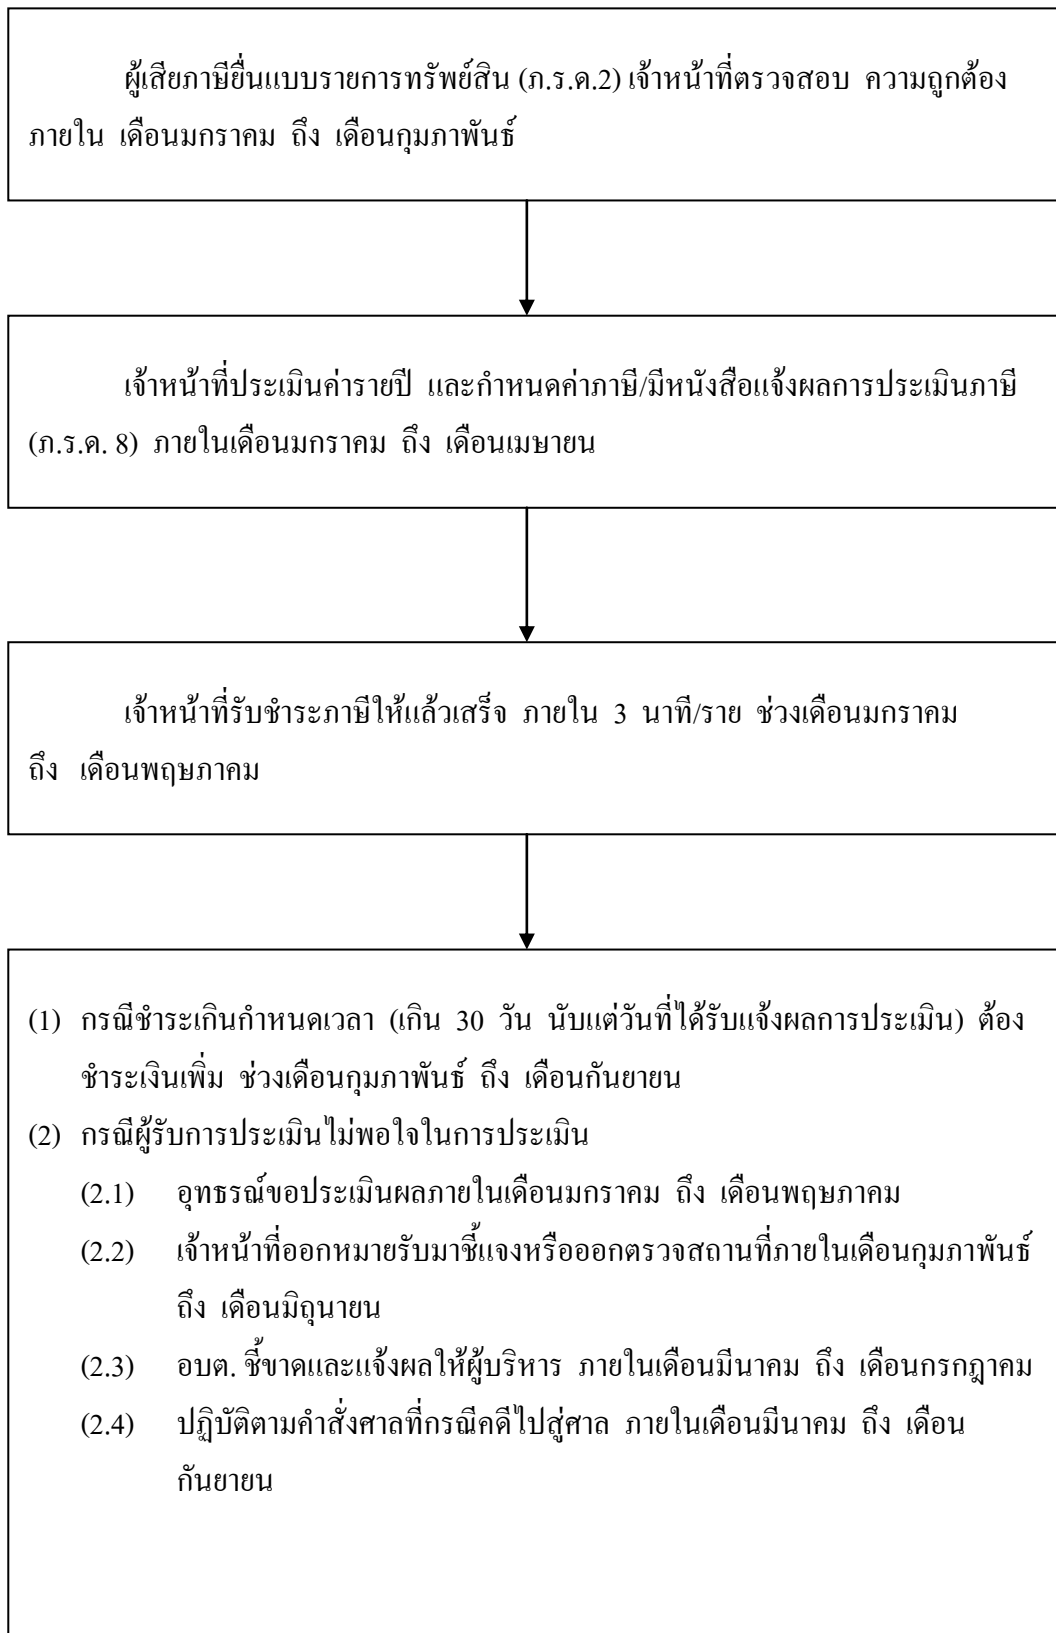 ผู้เสียภาษียื่นแบบรายการทรัพย์สิน (ภ.ร.ด.2) เจ้าหน้าที่ตรวจสอบ ความถูกต้อง
ภายใน เดือนมกราคม ถึง เดือนกุมภาพันธ์
เจ้าหน้าที่ประเมินค่ารายปี และกำหนดค่าภาษี/มีหนังสือแจ้งผลการประเมินภาษี
(ภ.ร.ด. 8) ภายในเดือนมกราคม ถึง เดือนเมษายน
เจ้าหน้าที่รับชำระภาษีให้แล้วเสร็จ ภายใน 3 นาที/ราย ช่วงเดือนมกราคม
ถึง เดือนพฤษภาคม
(1) กรณีชำระเกินกำหนดเวลา (เกิน 30 วัน นับแต่วันที่ได้รับแจ้งผลการประเมิน) ต้อง
ชำระเงินเพิ่ม ช่วงเดือนกุมภาพันธ์ ถึง เดือนกันยายน
(2) กรณีผู้รับการประเมินไม่พอใจในการประเมิน
(2.1) อุทธรณ์ขอประเมินผลภายในเดือนมกราคม ถึง เดือนพฤษภาคม
(2.2) เจ้าหน้าที่ออกหมายรับมาชี้แจงหรือออกตรวจสถานที่ภายในเดือนกุมภาพันธ์
ถึง เดือนมิถุนายน
(2.3) อบต. ชี้ขาดและแจ้งผลให้ผู้บริหาร ภายในเดือนมีนาคม ถึง เดือนกรกฎาคม
(2.4) ปฏิบัติตามคำสั่งศาลที่กรณีคดีไปสู่ศาล ภายในเดือนมีนาคม ถึง เดือน
กันยายน